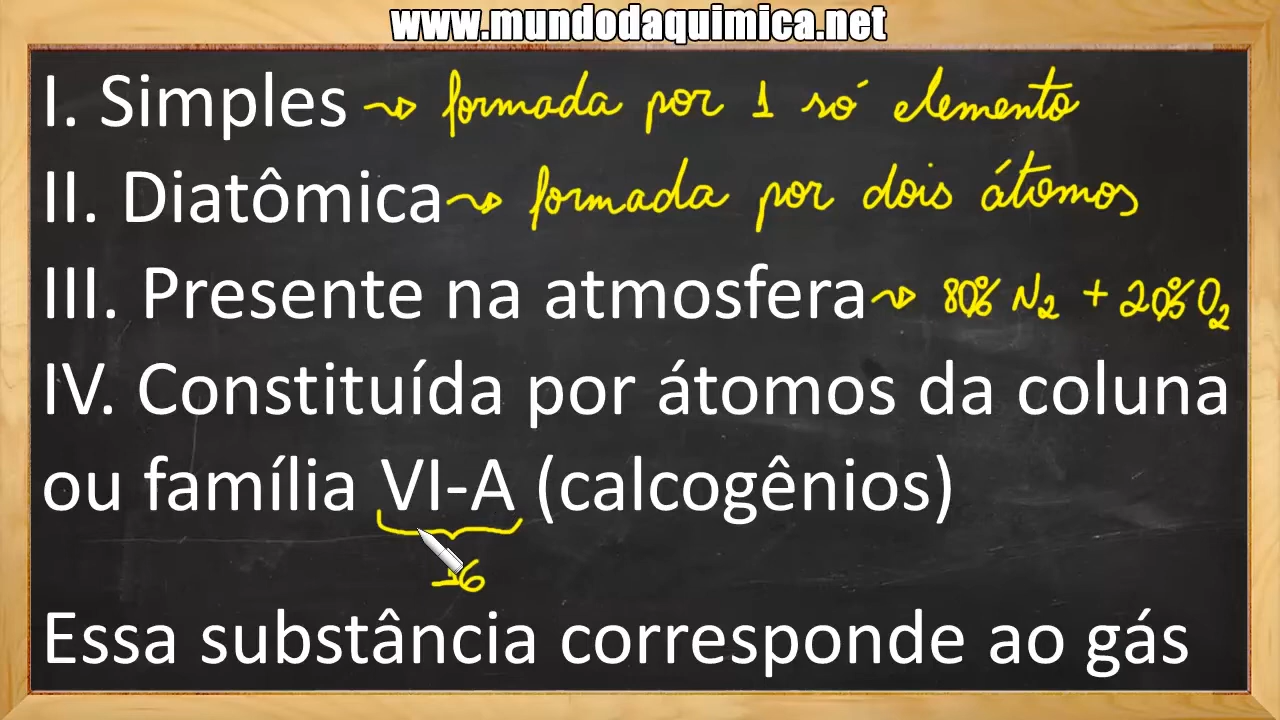 www.mundodaquimica.net
I. Simples ⤳ formada por 1 só elemento
II. Diatômica ⤳ formada por dois átomos
III. Presente na atmosfera ⤳ 80% N₂ + 20% O₂
IV. Constituída por átomos da coluna
ou família VI-A (calcogênios)
16
Essa substância corresponde ao gás